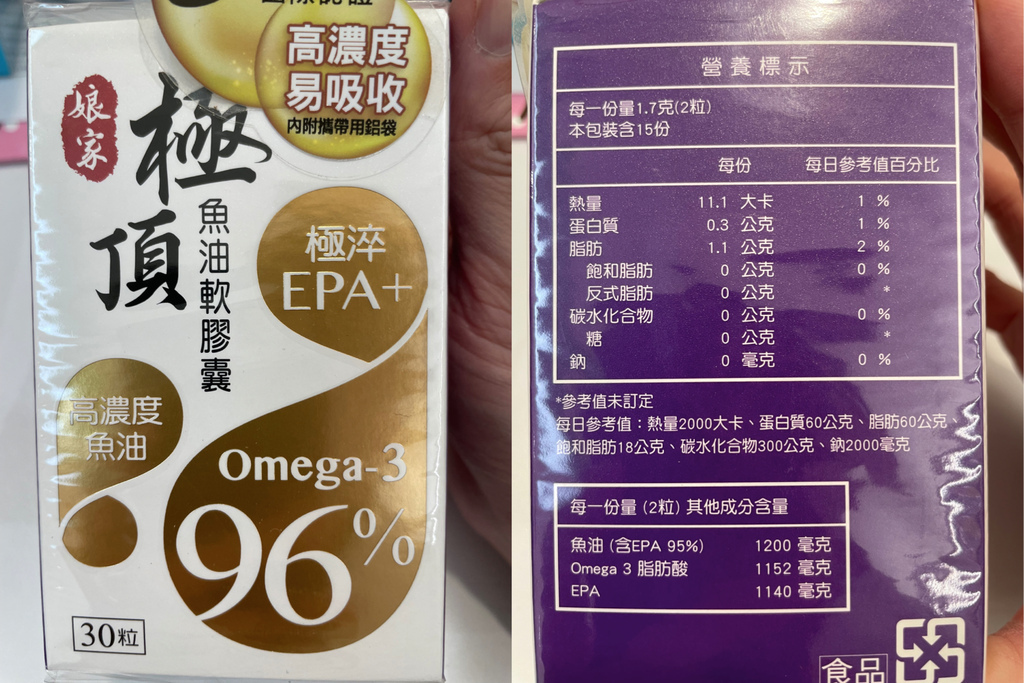 高濃度
易吸收
內附攜帶用鋁袋
娘家
極頂
魚油軟膠囊
極淬
EPA+
高濃度
魚油
Omega-3
96%
30粒
營養標示
每一份量1.7克(2粒)
本包裝含15份
每份 每日參考值百分比
熱量 11.1 大卡 1 %
蛋白質 0.3 公克 1 %
脂肪 1.1 公克 2 %
飽和脂肪 0 公克 0 %
反式脂肪 0 公克 *
碳水化合物 0 公克 0 %
糖 0 公克 *
鈉 0 毫克 0 %
*參考值未訂定
每日參考值：熱量2000大卡、蛋白質60公克、脂肪60公克、
飽和脂肪18公克、碳水化合物300公克、鈉2000毫克
每一份量 (2粒) 其他成分含量
魚油 (含EPA 95%) 1200 毫克
Omega 3 脂肪酸 1152 毫克
EPA 1140 毫克
食品